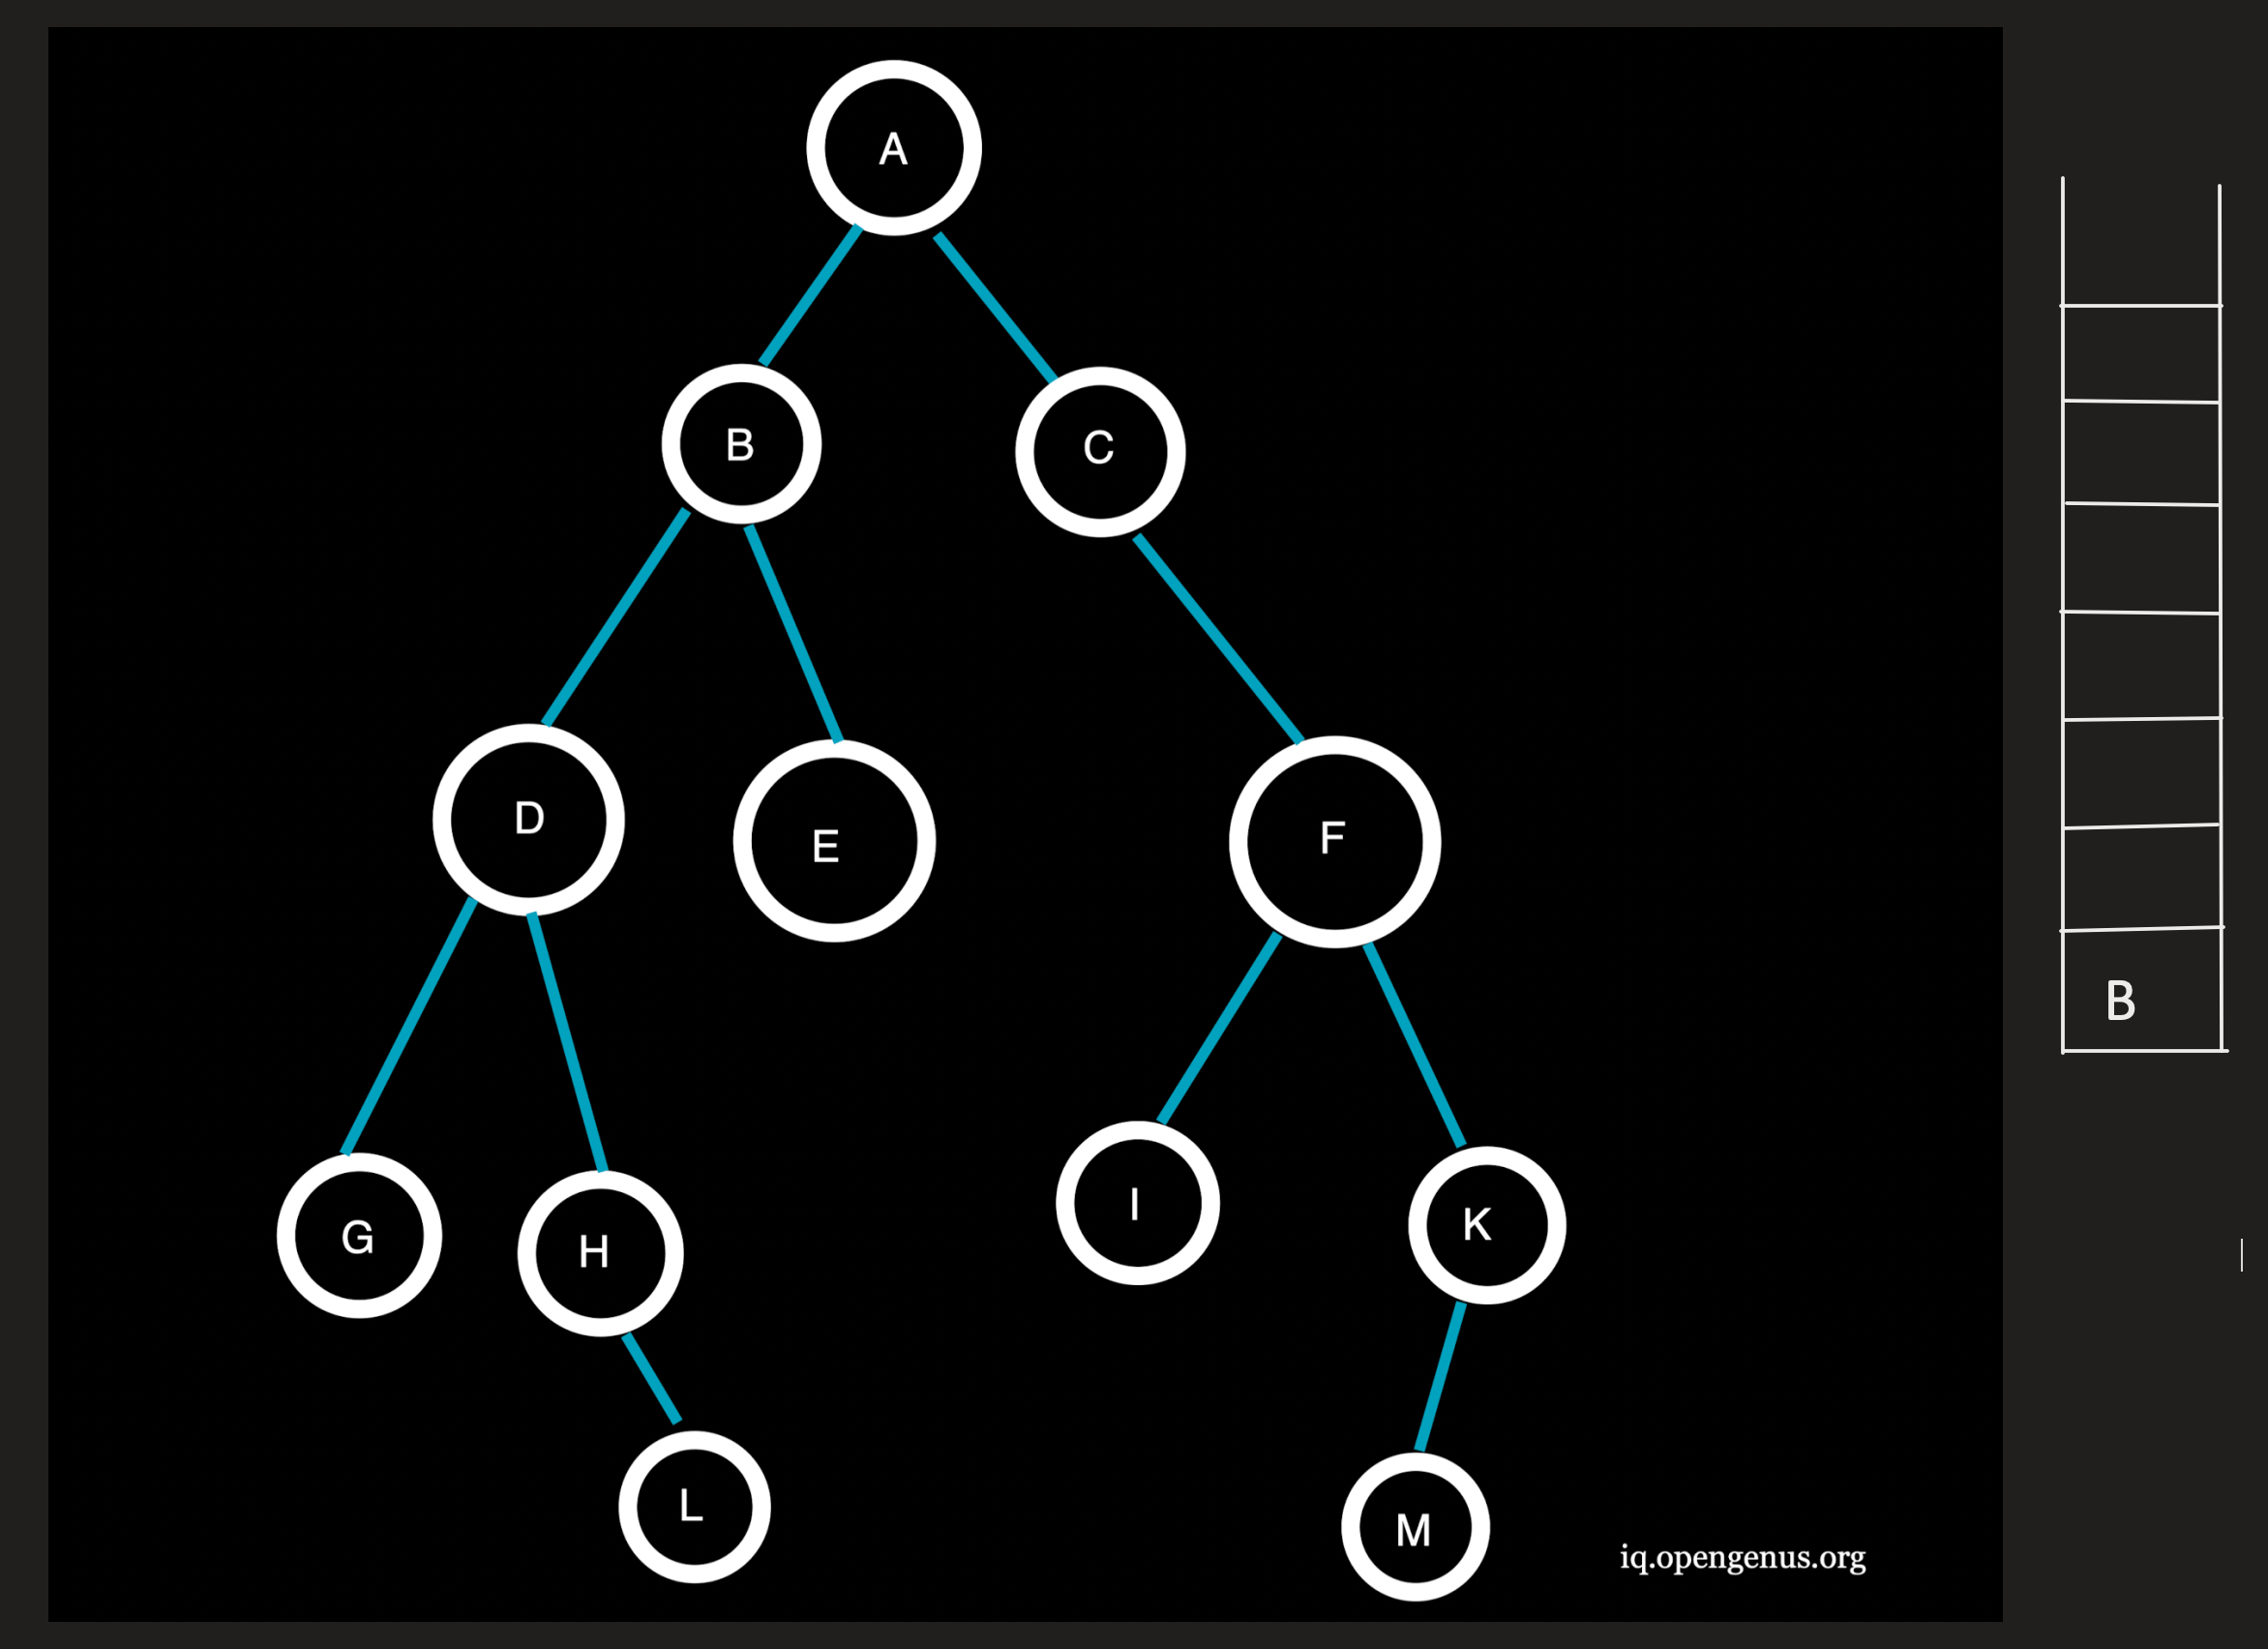 A
B C
D E F
B
G H I K
L M
iq.opengenus.org